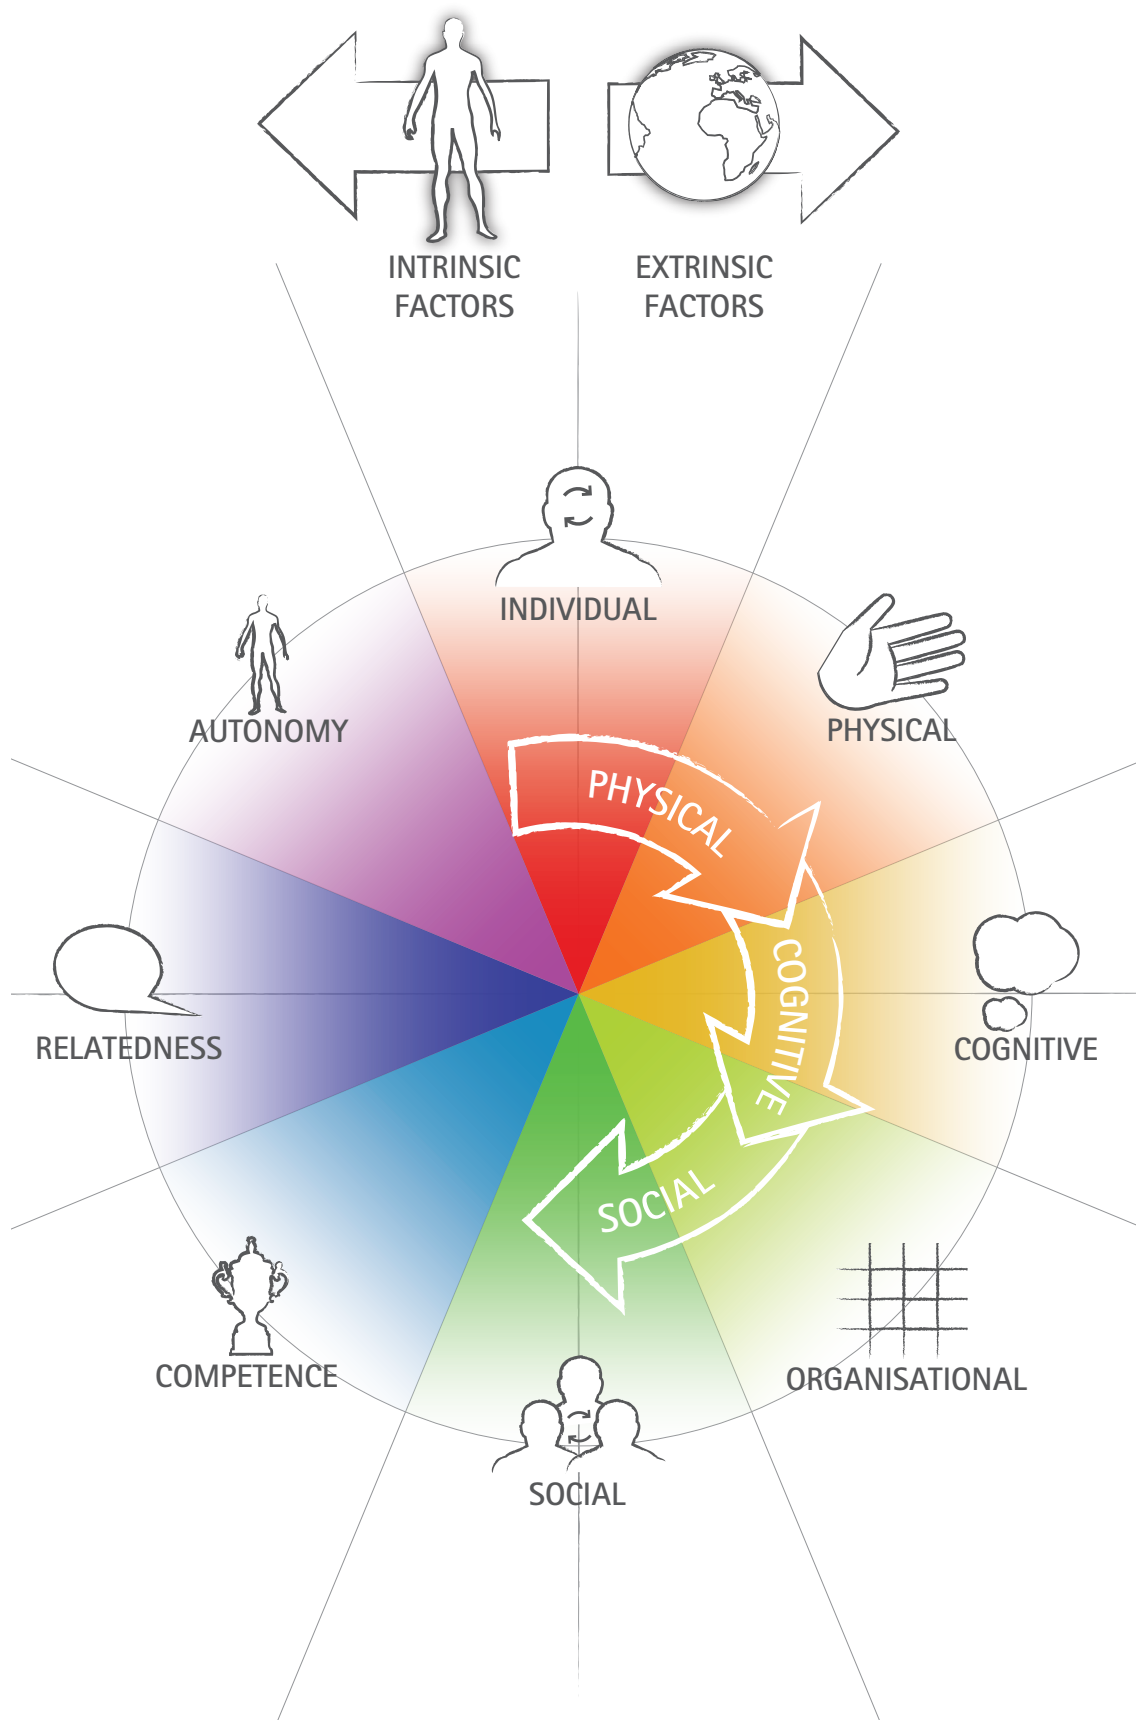 INTRINSIC
FACTORS
EXTRINSIC
FACTORS
INDIVIDUAL
AUTONOMY
PHYSICAL
PHYSICAL
COGNITIVE
RELATEDNESS
COGNITIVE
SOCIAL
COMPETENCE
ORGANISATIONAL
SOCIAL